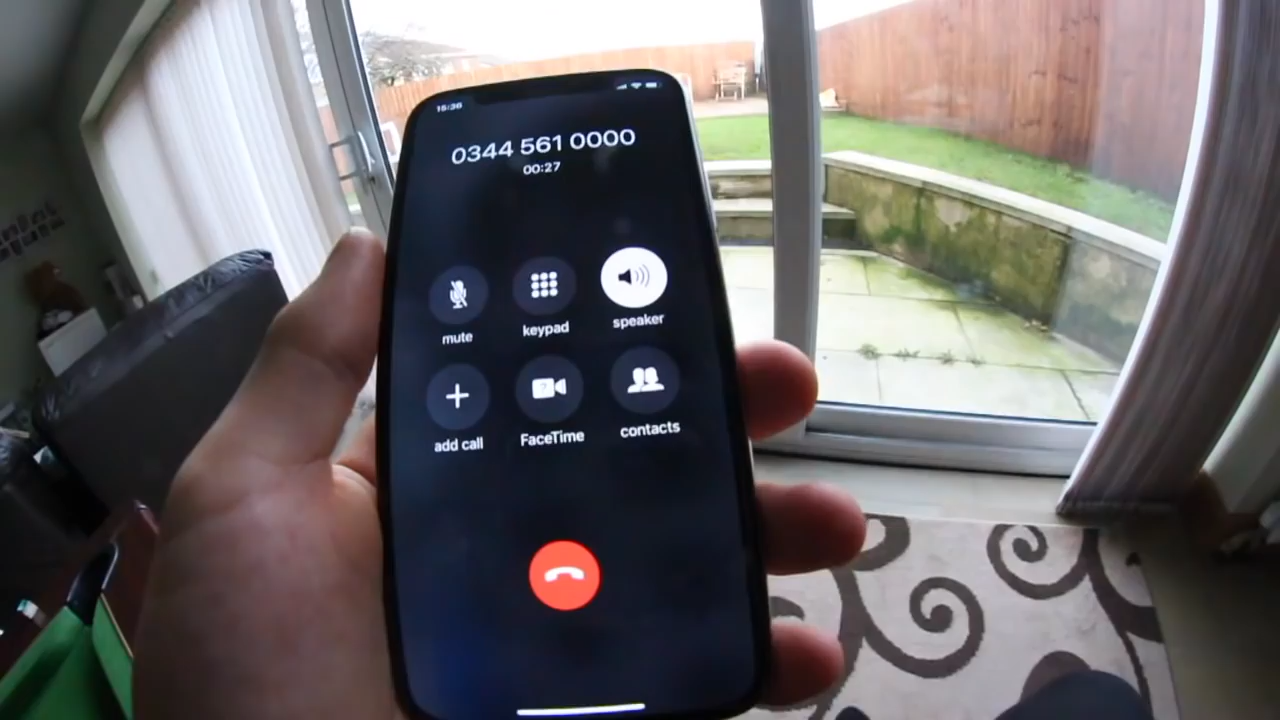 15:36
0344 561 0000
00:27
mute
keypad
speaker
add call
FaceTime
contacts